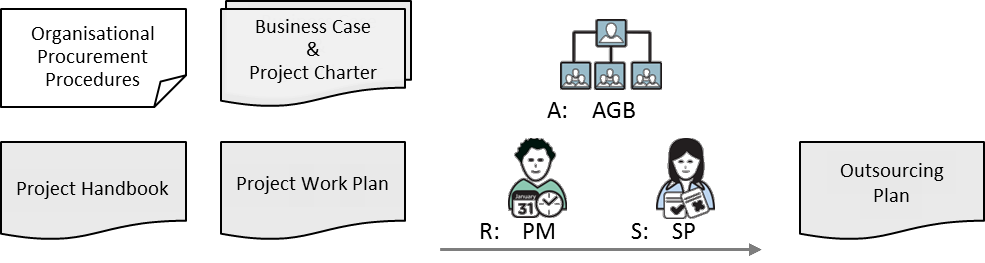 Organisational
Procurement
Procedures
Business Case
&
Project Charter
A: AGB
Project Handbook
Project Work Plan
January
31
R: PM
S: SP
Outsourcing
Plan